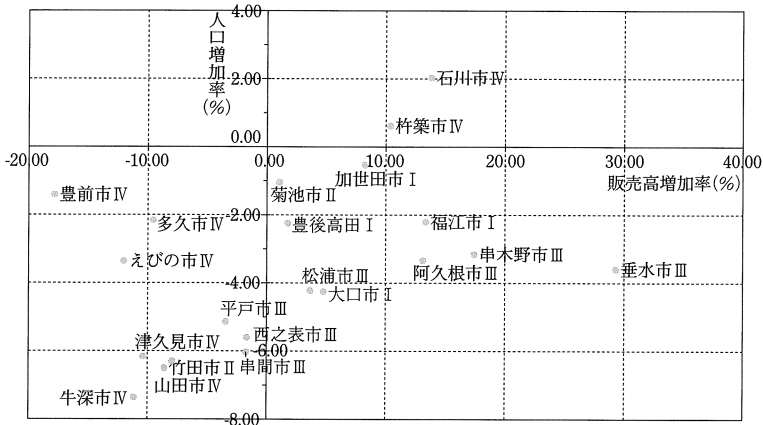 4.00
人口増加率(%)
2.00
石川市Ⅳ
杵築市Ⅳ
0.00
-20.00 -10.00 0.00 10.00 20.00 30.00 40.00
販売高増加率(%)
加世田市Ⅰ
菊池市Ⅱ
豊前市Ⅳ
-2.00
多久市Ⅳ
豊後高田Ⅰ
福江市Ⅰ
えびの市Ⅳ
串木野市Ⅲ
阿久根市Ⅲ
垂水市Ⅲ
松浦市Ⅲ
-4.00
大口市Ⅰ
平戸市Ⅲ
西之表市Ⅲ
津久見市Ⅳ
-6.00
竹田市Ⅱ
串間市Ⅲ
山田市Ⅳ
牛深市Ⅳ
-8.00